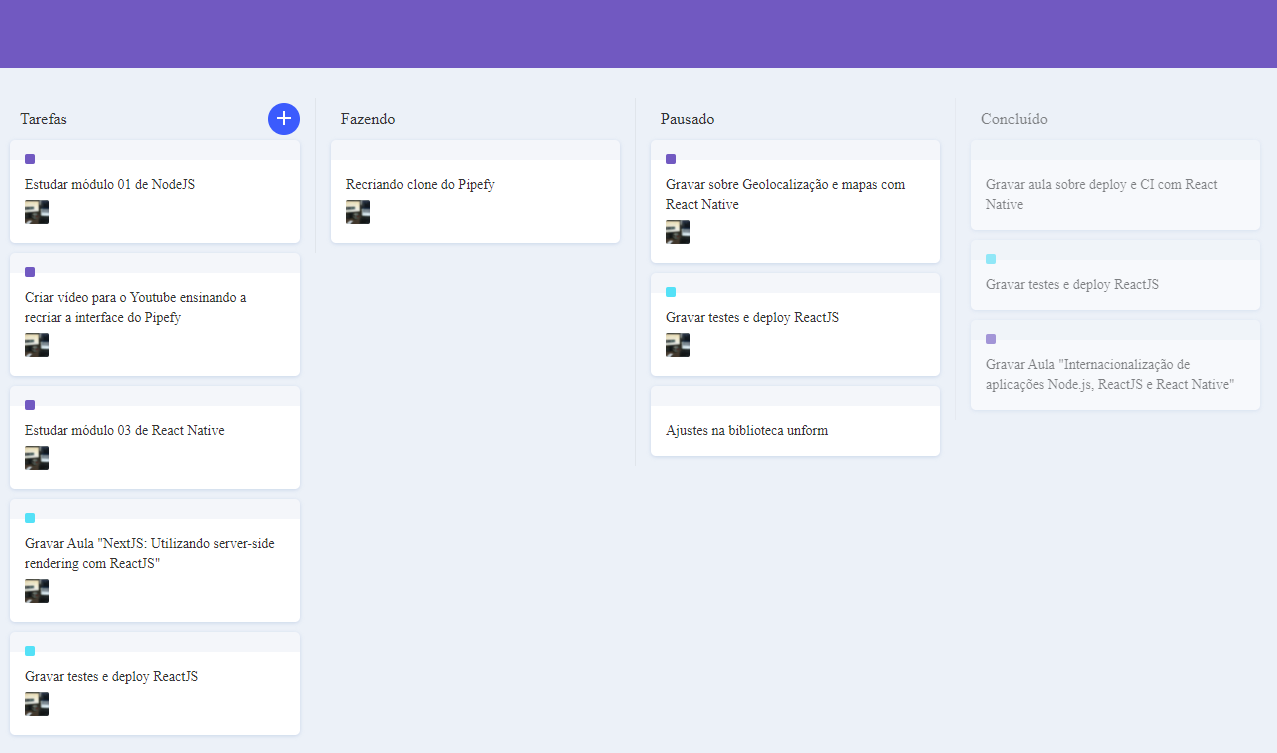 Tarefas
Estudar módulo 01 de NodeJS
Criar vídeo para o Youtube ensinando a
recriar a interface do Pipefy
Estudar módulo 03 de React Native
Gravar Aula "NextJS: Utilizando server-side
rendering com ReactJS"
Gravar testes e deploy ReactJS
Fazendo
Recriando clone do Pipefy
Pausado
Gravar sobre Geolocalização e mapas com
React Native
Gravar testes e deploy ReactJS
Ajustes na biblioteca unform
Concluído
Gravar aula sobre deploy e CI com React
Native
Gravar testes e deploy ReactJS
Gravar Aula "Internacionalização de
aplicações Node.js, ReactJS e React Native"